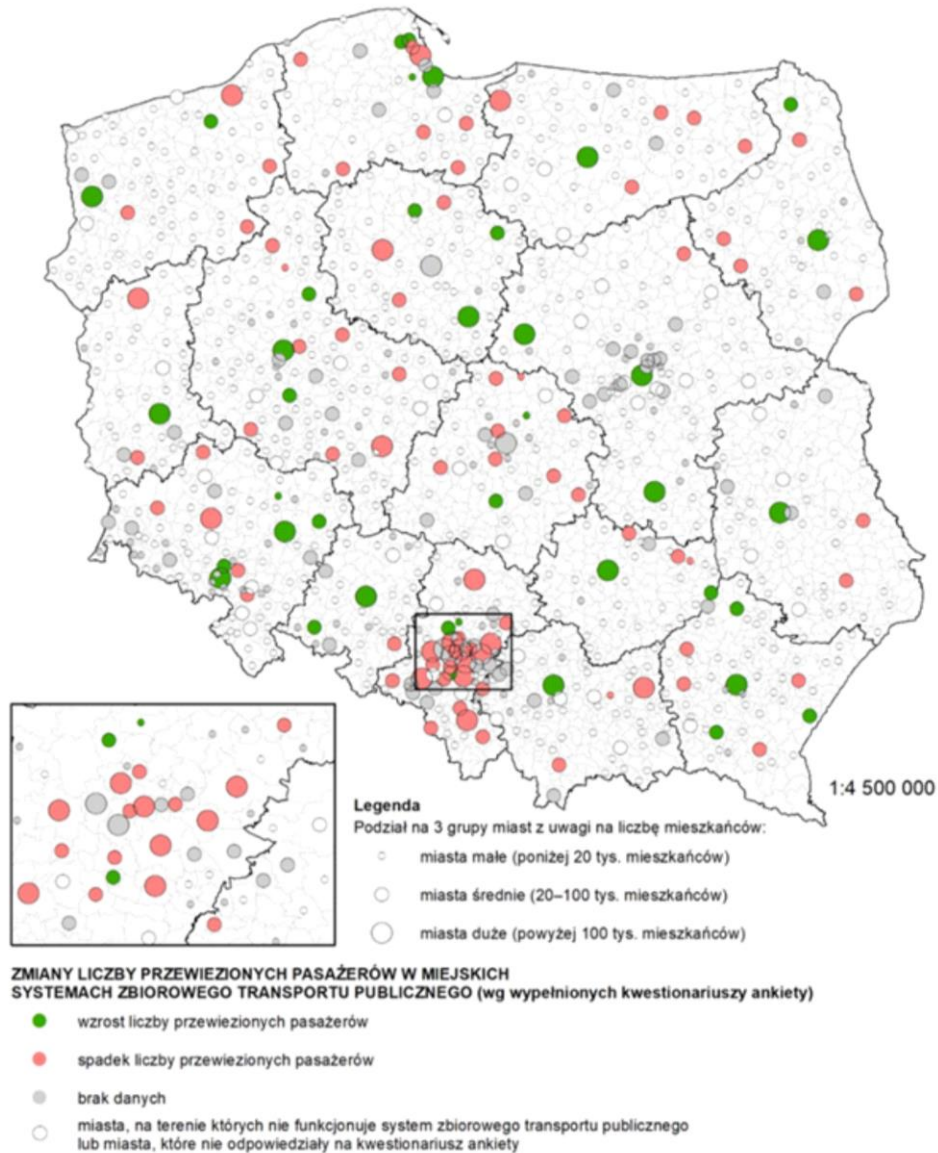 1:4 500 000
Legenda
Podział na 3 grupy miast z uwagi na liczbę mieszkańców:
miasta małe (poniżej 20 tys. mieszkańców)
miasta średnie (20–100 tys. mieszkańców)
miasta duże (powyżej 100 tys. mieszkańców)
ZMIANY LICZBY PRZEWIEZIONYCH PASAŻERÓW W MIEJSKICH
SYSTEMACH ZBIOROWEGO TRANSPORTU PUBLICZNEGO (wg wypełnionych kwestionariuszy ankiety)
wzrost liczby przewiezionych pasażerów
spadek liczby przewiezionych pasażerów
brak danych
miasta, na terenie których nie funkcjonuje system zbiorowego transportu publicznego
lub miasta, które nie odpowiedziały na kwestionariusz ankiety